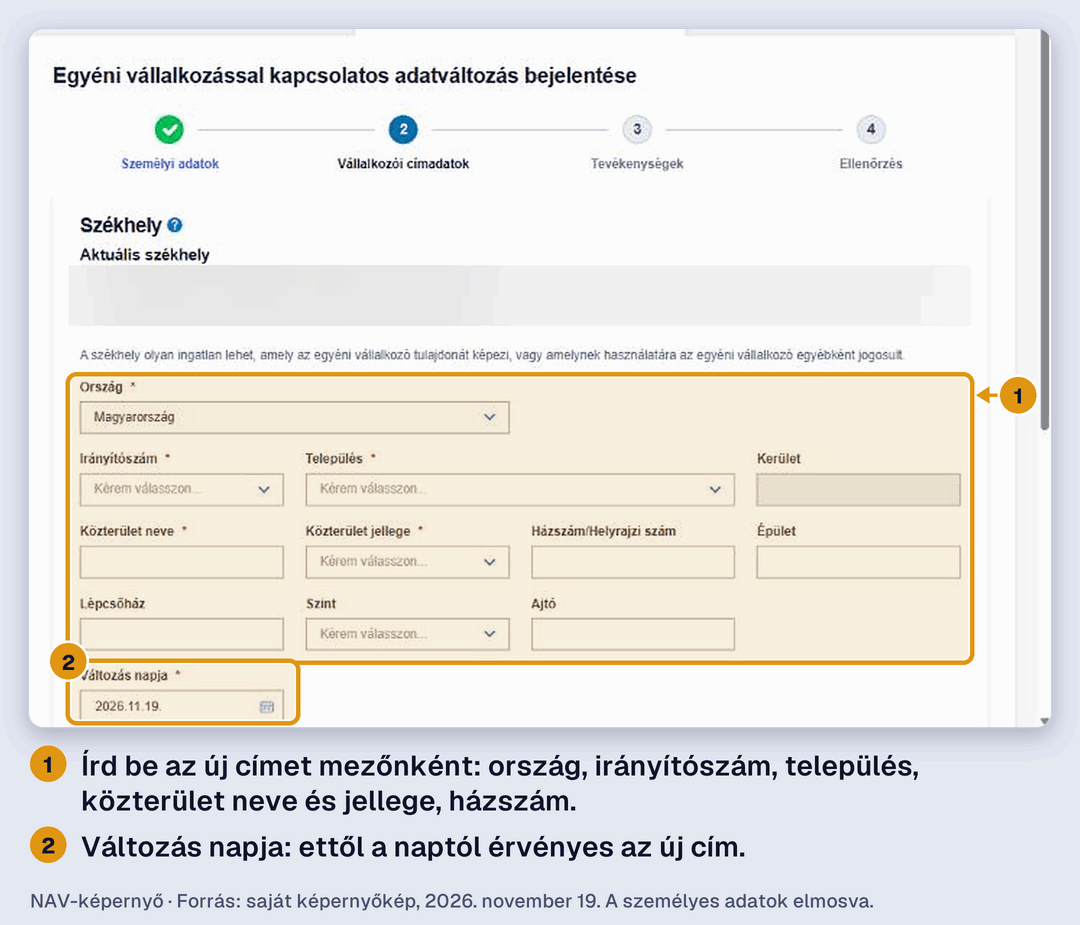 Egyéni vállalkozással kapcsolatos adatváltozás bejelentése
2
3
4
Személyi adatok
Vállalkozói címadatok
Tevékenységek
Ellenőrzés
Székhely ?
Aktuális székhely
A székhely olyan ingatlan lehet, amely az egyéni vállalkozó tulajdonát képezi, vagy amelynek használatára az egyéni vállalkozó egyébként jogosult.
Ország *
1
Magyarország
Irányítószám * Település * Kerület
Kérem válasszon... Kérem válasszon...
Közterület neve * Közterület jellege * Házszám/Helyrajzi szám Épület
Kérem válasszon...
Lépcsőház Szint Ajtó
Kérem válasszon...
2
Változás napja *
2026.11.19.
1 Írd be az új címet mezőnként: ország, irányítószám, település,
közterület neve és jellege, házszám.
2 Változás napja: ettől a naptól érvényes az új cím.
NAV-képernyő · Forrás: saját képernyőkép, 2026. november 19. A személyes adatok elmosva.